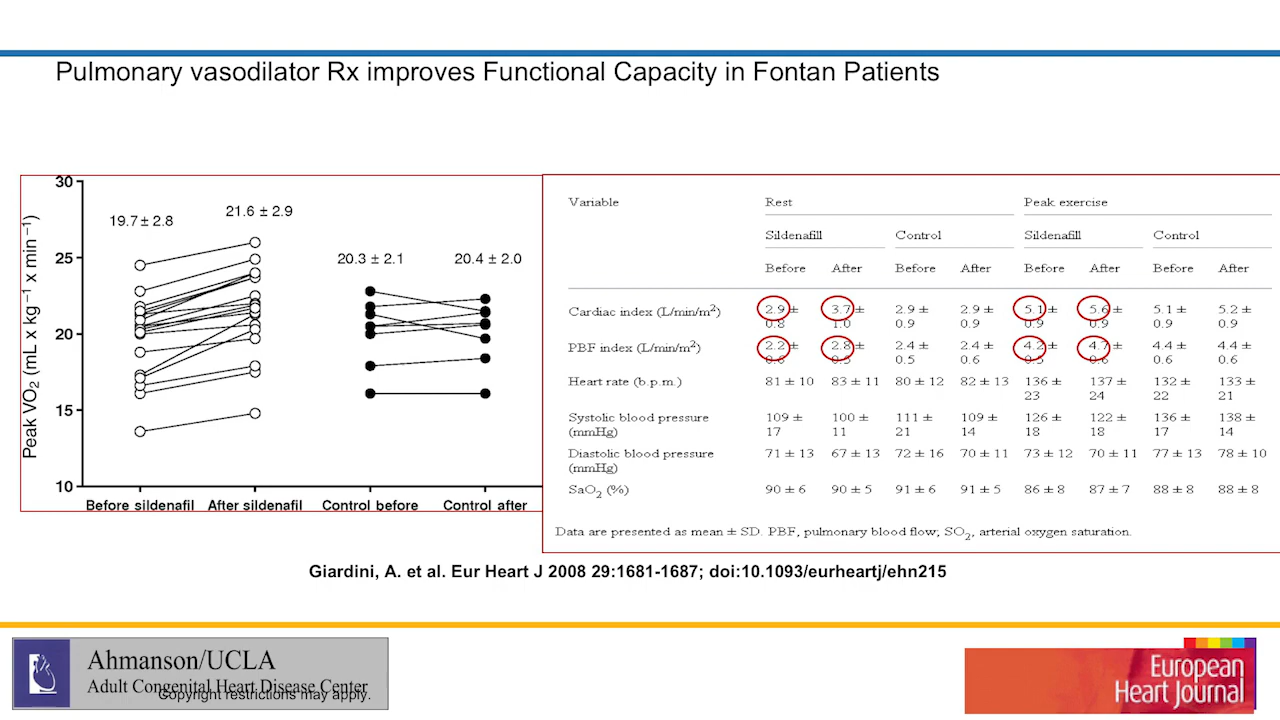 Pulmonary vasodilator Rx improves Functional Capacity in Fontan Patients
Peak VO2 (mL x kg−1 x min−1)
30
25
20
15
10
19.7 ± 2.8
21.6 ± 2.9
20.3 ± 2.1
20.4 ± 2.0
Before sildenafil After sildenafil Control before Control after
Variable Rest Peak exercise
Sildenafill Control Sildenafill Control
Before After Before After Before After Before After
Cardiac index (L/min/m2) 2.9 ± 3.7 ± 2.9 ± 2.9 ± 5.1 ± 5.6 ± 5.1 ± 5.2 ±
0.8 1.0 0.9 0.9 0.9 0.9 0.9 0.9
PBF index (L/min/m2) 2.2 ± 2.8 ± 2.4 ± 2.4 ± 4.2 ± 4.7 ± 4.4 ± 4.4 ±
0.5 0.6 0.6 0.6
Heart rate (b.p.m.) 81 ± 10 83 ± 11 80 ± 12 82 ± 13 136 ± 137 ± 132 ± 133 ±
23 24 22 21
Systolic blood pressure 109 ± 100 ± 111 ± 109 ± 126 ± 122 ± 136 ± 138 ±
(mmHg) 17 11 21 14 18 18 17 14
Diastolic blood pressure 71 ± 13 67 ± 13 72 ± 16 70 ± 11 73 ± 12 70 ± 11 77 ± 13 78 ± 10
(mmHg)
SaO2 (%) 90 ± 6 90 ± 5 91 ± 6 91 ± 5 86 ± 8 87 ± 7 88 ± 8 88 ± 8
Data are presented as mean ± SD. PBF, pulmonary blood flow; SO2, arterial oxygen saturation.
Giardini, A. et al. Eur Heart J 2008 29:1681-1687; doi:10.1093/eurheartj/ehn215
Ahmanson/UCLA
Adult Congenital Heart Disease Center
Copyright restrictions may apply.
European
Heart Journal